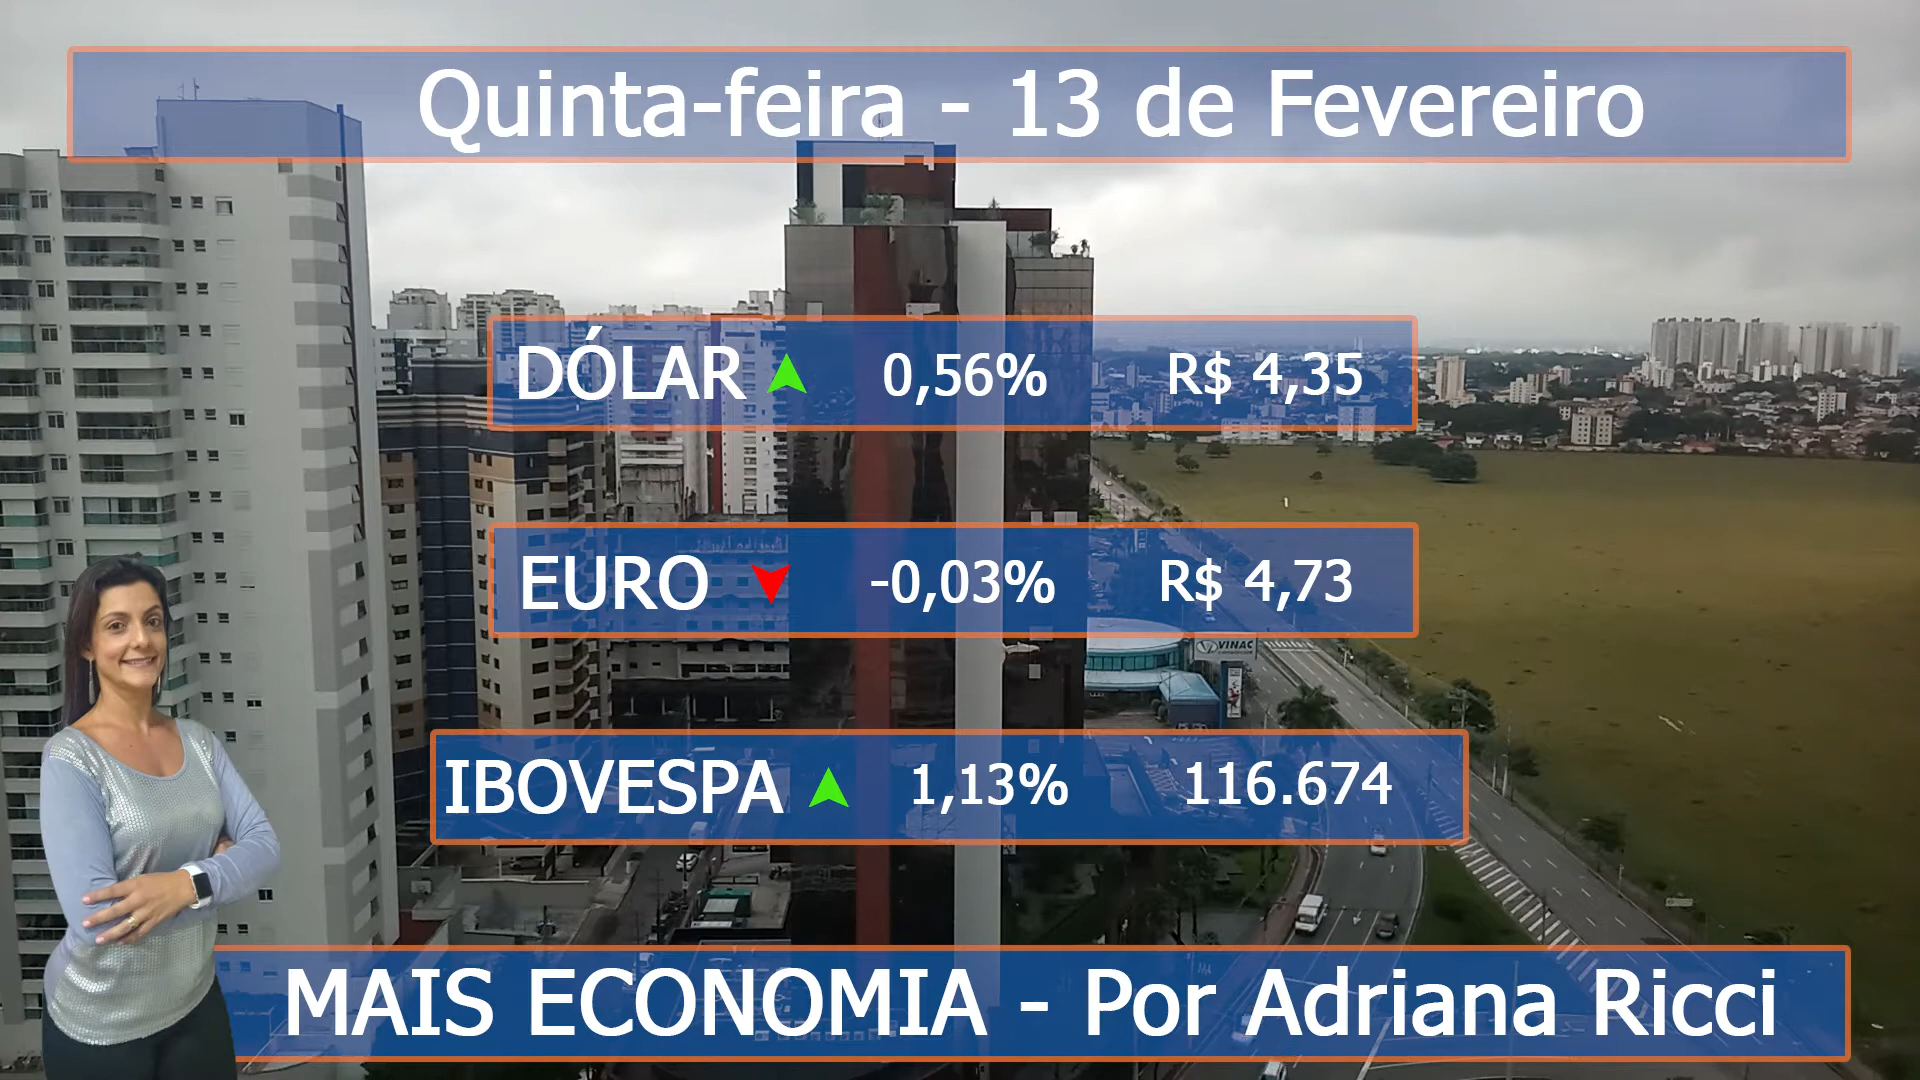 Quinta-feira - 13 de Fevereiro
DÓLAR 0,56% R$ 4,35
EURO -0,03% R$ 4,73
VINAC
IBOVESPA 1,13% 116.674
MAIS ECONOMIA - Por Adriana Ricci